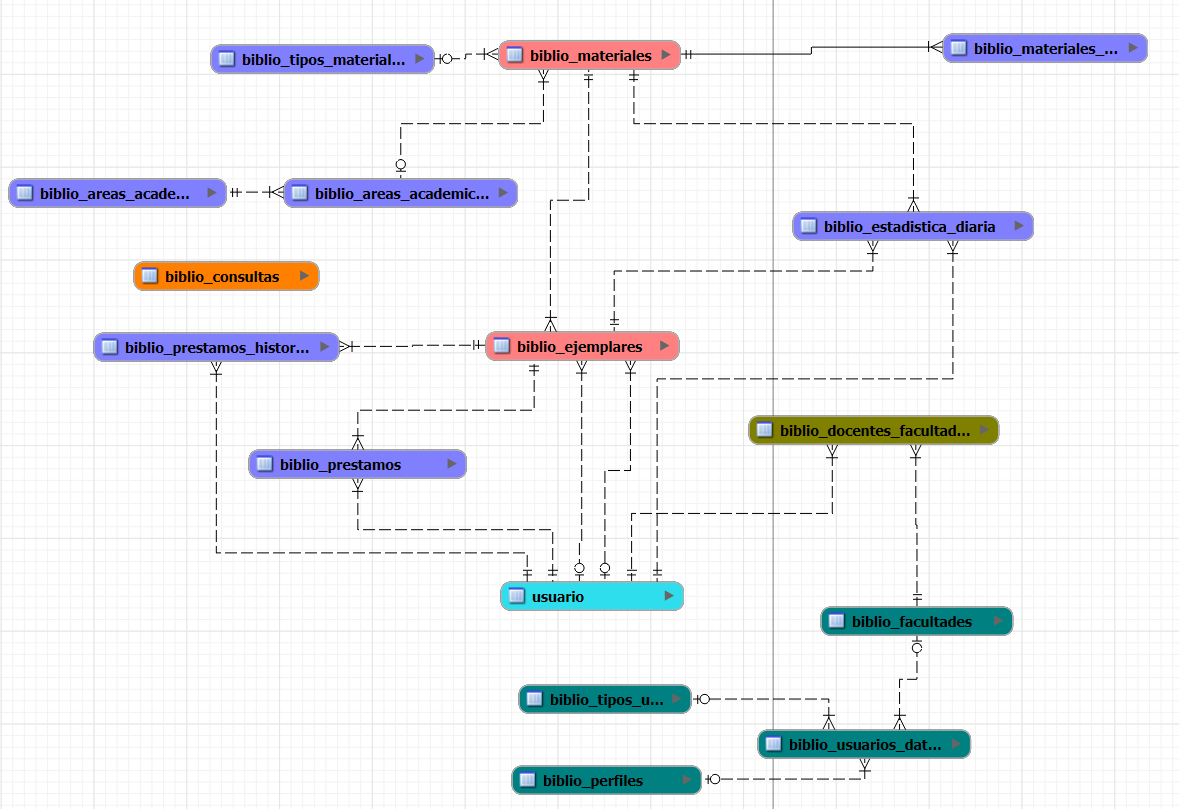 biblio_tipos_material...
biblio_materiales
biblio_materiales_...
biblio_areas_acade...
biblio_areas_academic...
biblio_estadistica_diaria
biblio_consultas
biblio_prestamos_histor...
biblio_ejemplares
biblio_docentes_facultad...
biblio_prestamos
usuario
biblio_facultades
biblio_tipos_u...
biblio_usuarios_dat...
biblio_perfiles